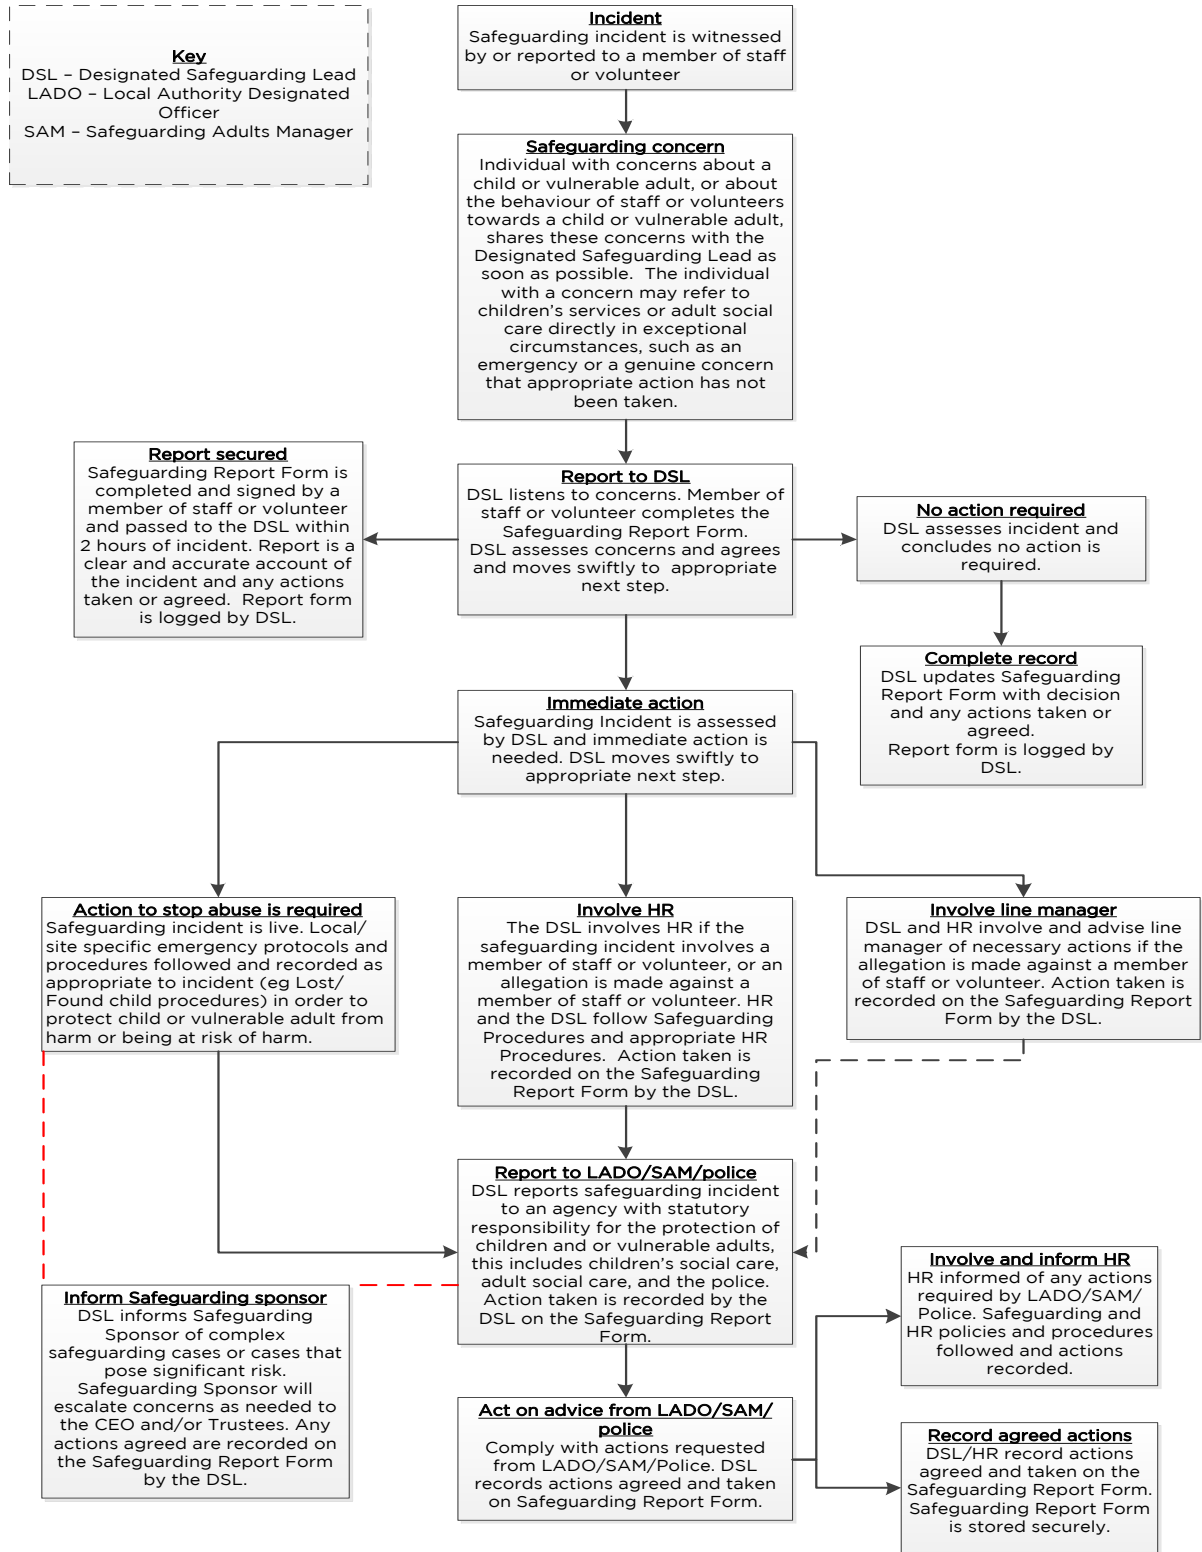 Key
DSL – Designated Safeguarding Lead
LADO – Local Authority Designated
Officer
SAM – Safeguarding Adults Manager
Incident
Safeguarding incident is witnessed
by or reported to a member of staff
or volunteer
Safeguarding concern
Individual with concerns about a
child or vulnerable adult, or about
the behaviour of staff or volunteers
towards a child or vulnerable adult,
shares these concerns with the
Designated Safeguarding Lead as
soon as possible.  The individual
with a concern may refer to
children's services or adult social
care directly in exceptional
circumstances, such as an
emergency or a genuine concern
that appropriate action has not
been taken.
Report secured
Safeguarding Report Form is
completed and signed by a
member of staff or volunteer
and passed to the DSL within
2 hours of incident. Report is a
clear and accurate account of
the incident and any actions
taken or agreed.  Report form
is logged by DSL.
Report to DSL
DSL listens to concerns. Member of
staff or volunteer completes the
Safeguarding Report Form.
DSL assesses concerns and agrees
and moves swiftly to  appropriate
next step.
No action required
DSL assesses incident and
concludes no action is
required.
Complete record
DSL updates Safeguarding
Report Form with decision
and any actions taken or
agreed.
Report form is logged by
DSL.
Immediate action
Safeguarding Incident is assessed
by DSL and immediate action is
needed. DSL moves swiftly to
appropriate next step.
Action to stop abuse is required
Safeguarding incident is live. Local/
site specific emergency protocols and
procedures followed and recorded as
appropriate to incident (eg Lost/
Found child procedures) in order to
protect child or vulnerable adult from
harm or being at risk of harm.
Involve HR
The DSL involves HR if the
safeguarding incident involves a
member of staff or volunteer, or an
allegation is made against a
member of staff or volunteer. HR
and the DSL follow Safeguarding
Procedures and appropriate HR
Procedures.  Action taken is
recorded on the Safeguarding
Report Form by the DSL.
Involve line manager
DSL and HR involve and advise line
manager of necessary actions if the
allegation is made against a member
of staff or volunteer. Action taken is
recorded on the Safeguarding Report
Form by the DSL.
Report to LADO/SAM/police
DSL reports safeguarding incident
to an agency with statutory
responsibility for the protection of
children and or vulnerable adults,
this includes children's social care,
adult social care, and the police.
Action taken is recorded by the
DSL on the Safeguarding Report
Form.
Inform Safeguarding sponsor
DSL informs Safeguarding
Sponsor of complex
safeguarding cases or cases that
pose significant risk.
Safeguarding Sponsor will
escalate concerns as needed to
the CEO and/or Trustees. Any
actions agreed are recorded on
the Safeguarding Report Form
by the DSL.
Act on advice from LADO/SAM/
police
Comply with actions requested
from LADO/SAM/Police. DSL
records actions agreed and taken
on Safeguarding Report Form.
Involve and inform HR
HR informed of any actions
required by LADO/SAM/
Police. Safeguarding and
HR policies and procedures
followed and actions
recorded.
Record agreed actions
DSL/HR record actions
agreed and taken on the
Safeguarding Report Form.
Safeguarding Report Form
is stored securely.